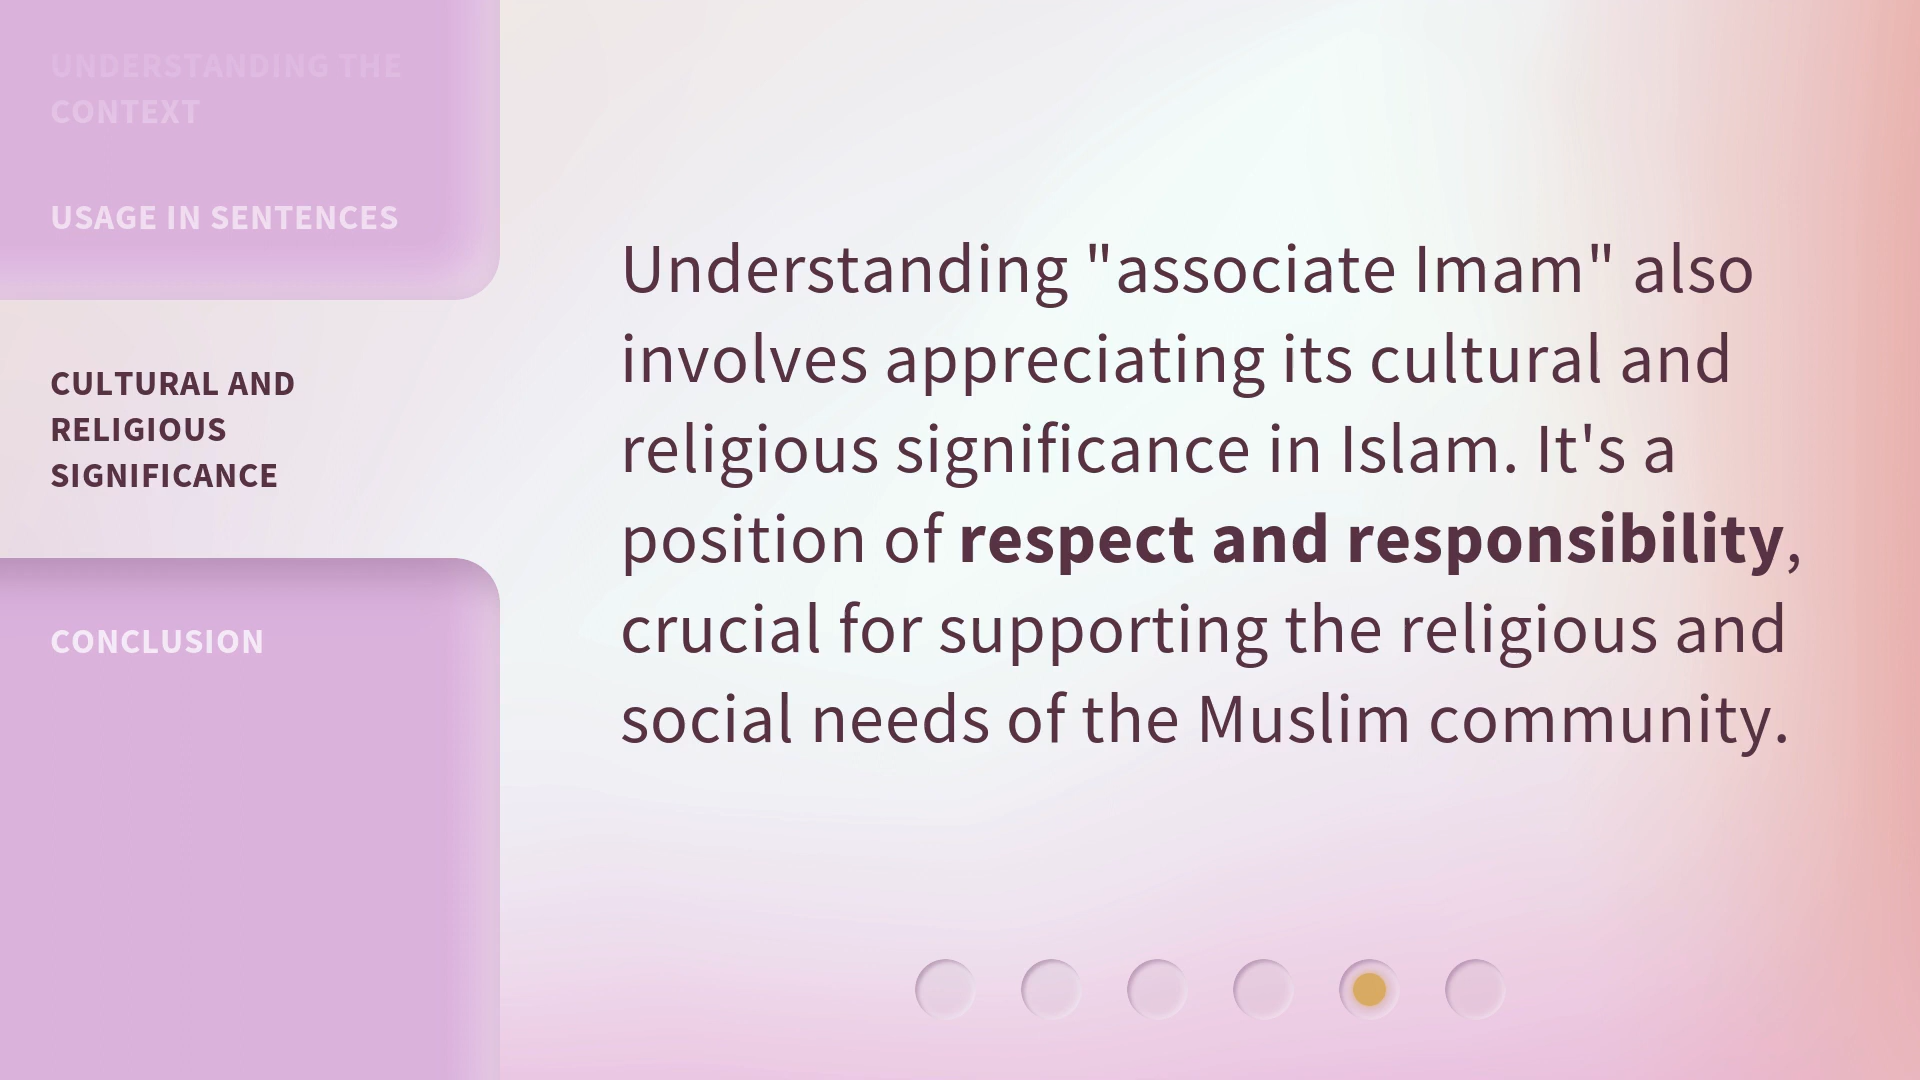 UNDERSTANDING THE
CONTEXT
USAGE IN SENTENCES
CULTURAL AND
RELIGIOUS
SIGNIFICANCE
CONCLUSION
Understanding "associate Imam" also
involves appreciating its cultural and
religious significance in Islam. It's a
position of respect and responsibility,
crucial for supporting the religious and
social needs of the Muslim community.